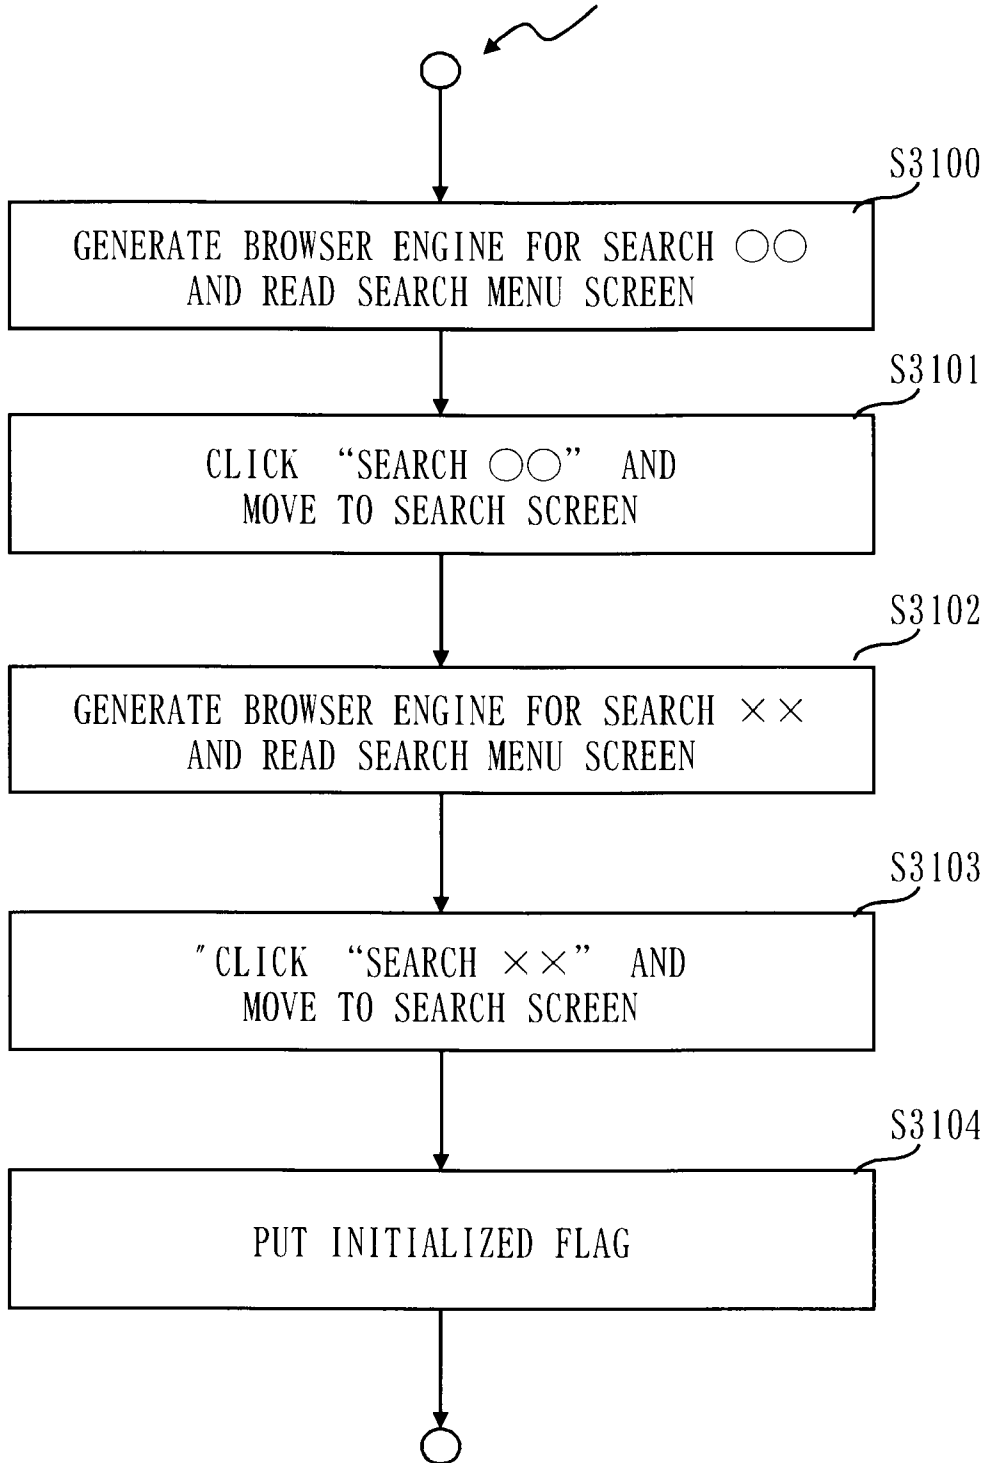 S3100
GENERATE BROWSER ENGINE FOR SEARCH ○○
AND READ SEARCH MENU SCREEN
S3101
CLICK “SEARCH ○○” AND
MOVE TO SEARCH SCREEN
S3102
GENERATE BROWSER ENGINE FOR SEARCH ××
AND READ SEARCH MENU SCREEN
S3103
"CLICK “SEARCH ××” AND
MOVE TO SEARCH SCREEN
S3104
PUT INITIALIZED FLAG